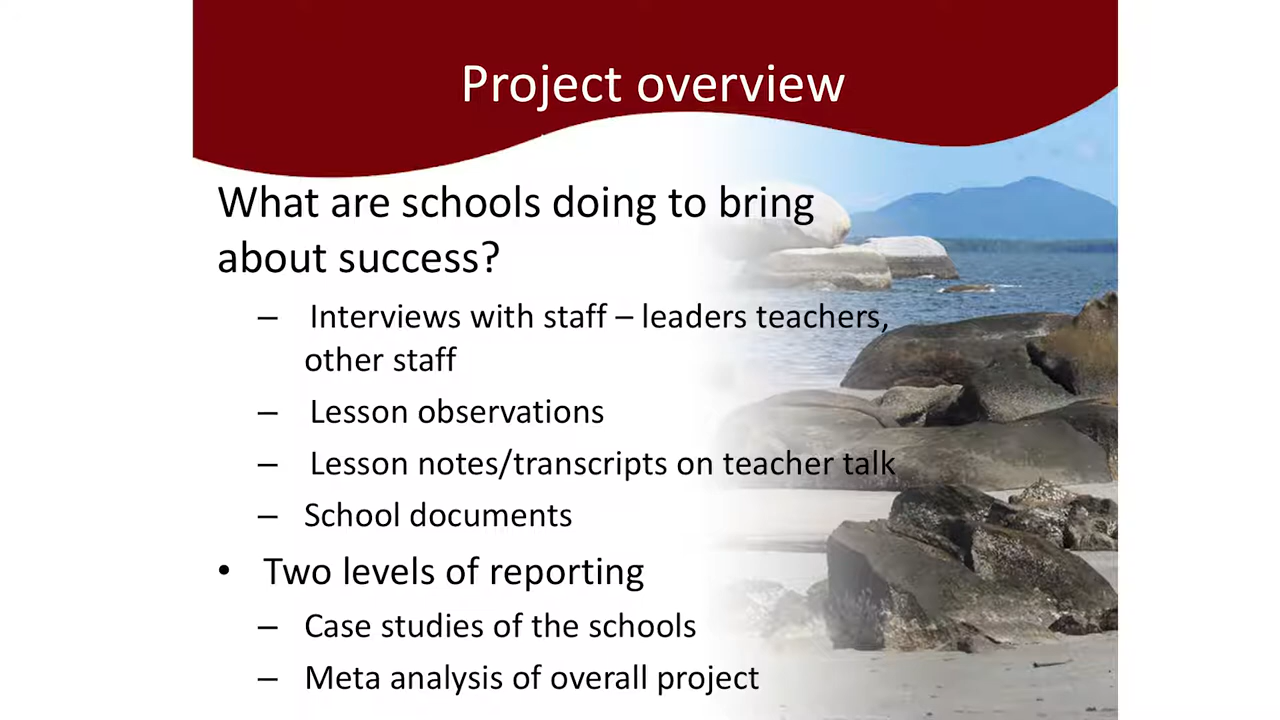 Project overview
What are schools doing to bring
about success?
– Interviews with staff – leaders teachers,
other staff
– Lesson observations
– Lesson notes/transcripts on teacher talk
– School documents
• Two levels of reporting
– Case studies of the schools
– Meta analysis of overall project